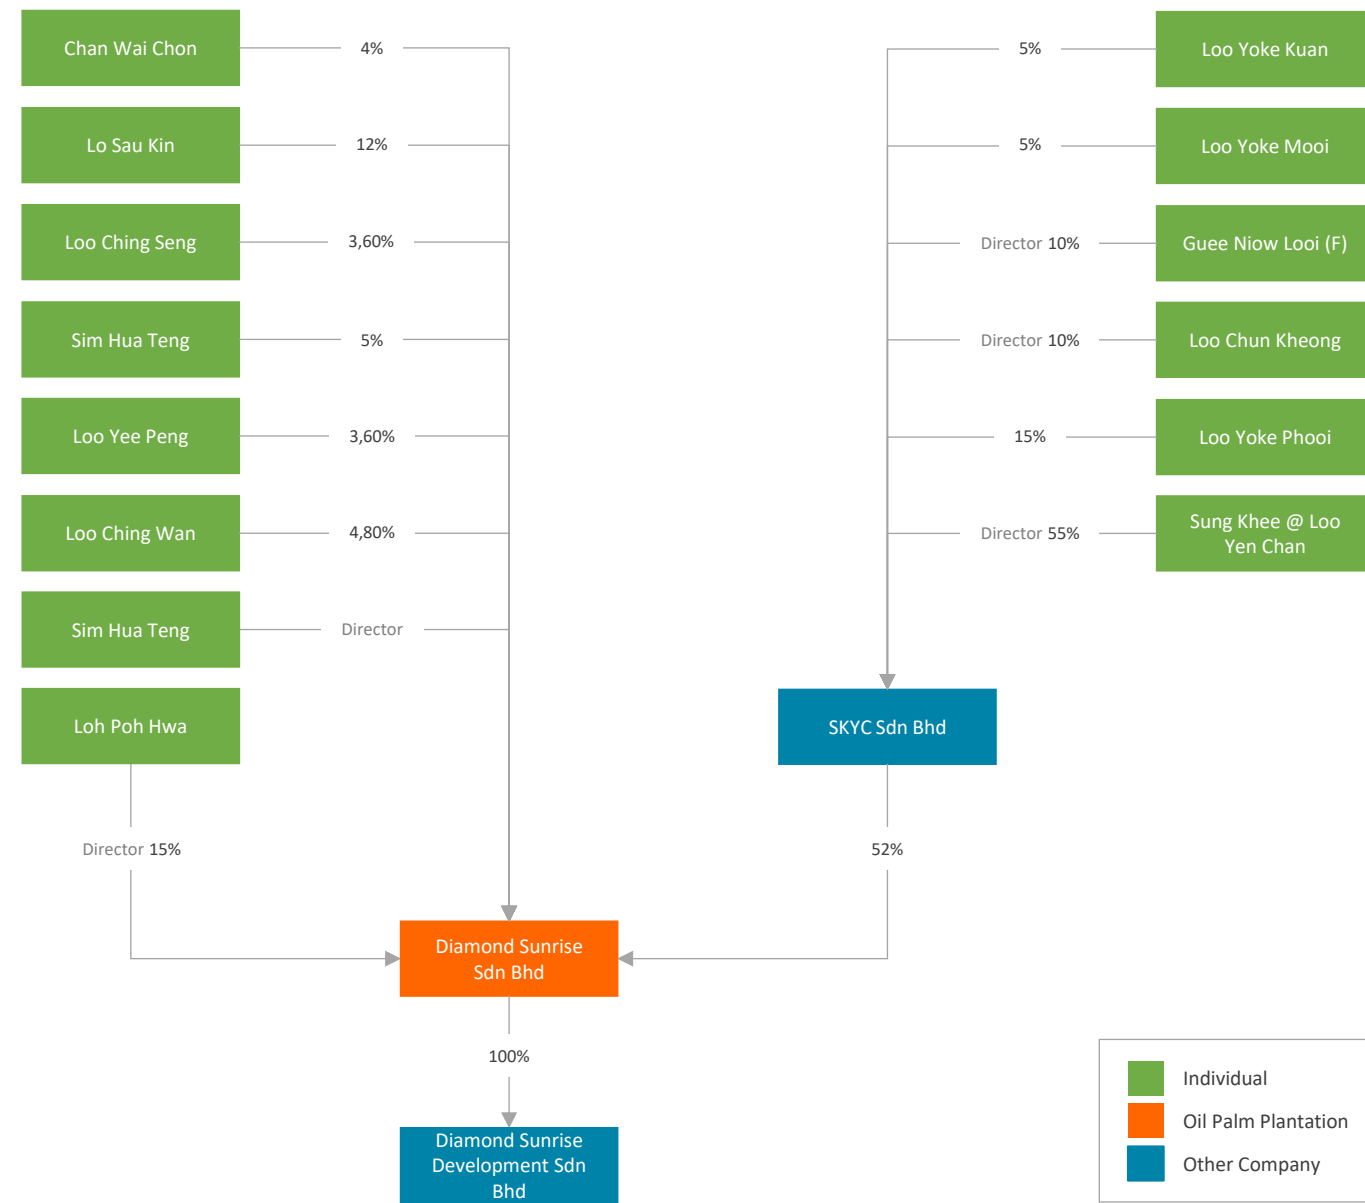 Chan Wai Chon
4%
5%
Loo Yoke Kuan
Lo Sau Kin
12%
5%
Loo Yoke Mooi
Loo Ching Seng
3,60%
Director 10%
Guee Niow Looi (F)
Sim Hua Teng
5%
Director 10%
Loo Chun Kheong
Loo Yee Peng
3,60%
15%
Loo Yoke Phooi
Loo Ching Wan
4,80%
Director 55%
Sung Khee @ Loo
Yen Chan
Sim Hua Teng
Director
Loh Poh Hwa
SKYC Sdn Bhd
Director 15%
52%
Diamond Sunrise
Sdn Bhd
100%
Diamond Sunrise
Development Sdn
Bhd
Individual
Oil Palm Plantation
Other Company